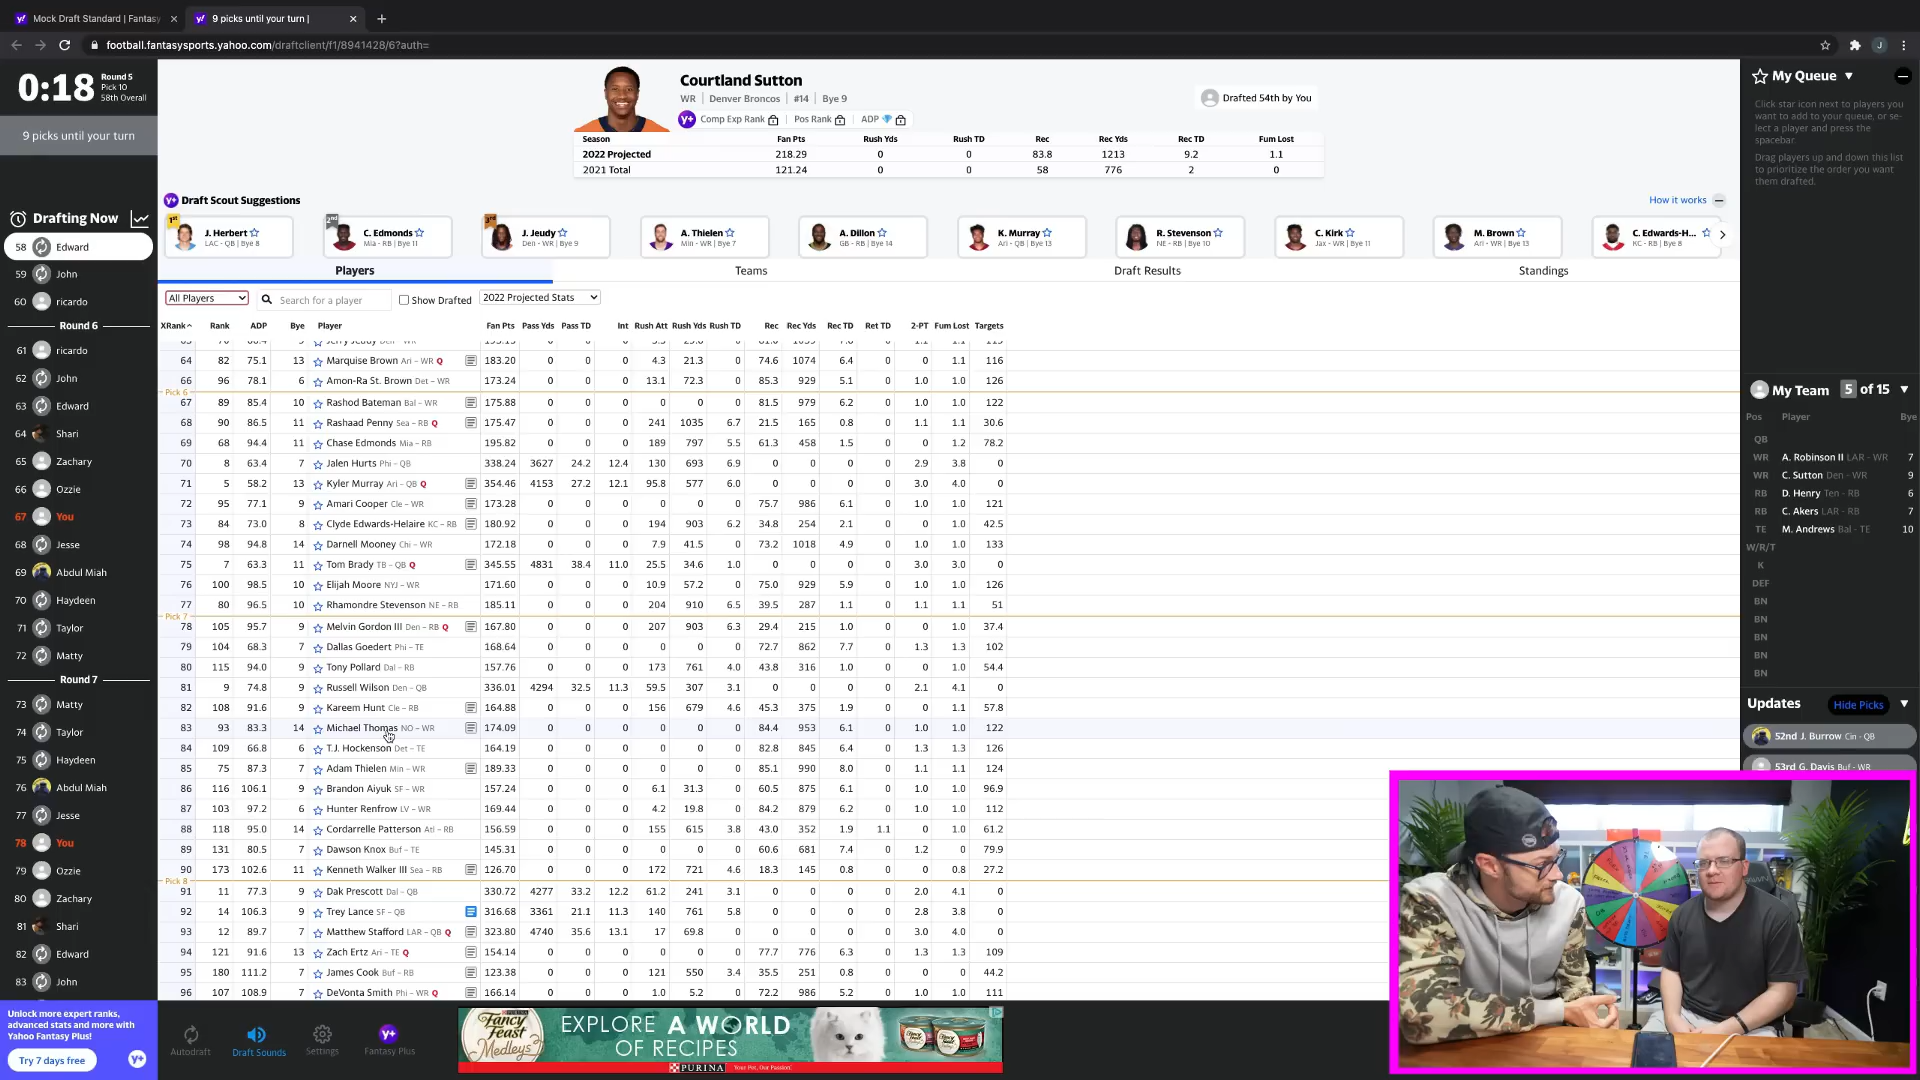 Mock Draft Standard | Fantasy
9 picks until your turn |
football.fantasysports.yahoo.com/draftclient/f1/8941428/6?auth=
0:18
Round 5
Pick 10
58th Overall
9 picks until your turn
Drafting Now
58 Edward
59 John
60 ricardo
Round 6
61 ricardo
62 John
63 Edward
64 Shari
65 Zachary
66 Ozzie
67 You
68 Jesse
69 Abdul Miah
70 Haydeen
71 Taylor
72 Matty
Round 7
73 Matty
74 Taylor
75 Haydeen
76 Abdul Miah
77 Jesse
78 You
79 Ozzie
80 Zachary
81 Shari
82 Edward
83 John
Unlock more expert ranks,
advanced stats and more with
Yahoo Fantasy Plus!
Try 7 days free
Courtland Sutton
WR | Denver Broncos | #14 | Bye 9
Comp Exp Rank | Pos Rank | ADP
Drafted 54th by You
Season Fan Pts Rush Yds Rush TD Rec Rec Yds Rec TD Fum Lost
2022 Projected 218.29 0 0 83.8 1213 9.2 1.1
2021 Total 121.24 0 0 58 776 2 0
Draft Scout Suggestions
How it works
1st J. Herbert LAC - QB | Bye 8
2nd C. Edmonds Mia - RB | Bye 11
3rd J. Jeudy Den - WR | Bye 9
A. Thielen Min - WR | Bye 7
A. Dillon GB - RB | Bye 14
K. Murray Ari - QB | Bye 13
R. Stevenson NE - RB | Bye 10
C. Kirk Jax - WR | Bye 11
M. Brown Ari - WR | Bye 13
C. Edwards-H... KC - RB | Bye 8
Players Teams Draft Results Standings
All Players Search for a player Show Drafted 2022 Projected Stats
XRank Rank ADP Bye Player Fan Pts Pass Yds Pass TD Int Rush Att Rush Yds Rush TD Rec Rec Yds Rec TD Ret TD 2-PT Fum Lost Targets
64 82 75.1 13 Marquise Brown Ari – WR Q 183.20 0 0 0 4.3 21.3 0 74.6 1074 6.4 0 0 1.1 116
66 96 78.1 6 Amon-Ra St. Brown Det – WR 173.24 0 0 0 13.1 72.3 0 85.3 929 5.1 0 1.0 1.0 126
Pick 6
67 89 85.4 10 Rashod Bateman Bal – WR 175.88 0 0 0 0 0 0 81.5 979 6.2 0 1.0 1.0 122
68 90 86.5 11 Rashaad Penny Sea – RB Q 175.47 0 0 0 241 1035 6.7 21.5 165 0.8 0 1.1 1.1 30.6
69 68 94.4 11 Chase Edmonds Mia – RB 195.82 0 0 0 189 797 5.5 61.3 458 1.5 0 0 1.2 78.2
70 8 63.4 7 Jalen Hurts Phi – QB 338.24 3627 24.2 12.4 130 693 6.9 0 0 0 0 2.9 3.8 0
71 5 58.2 13 Kyler Murray Ari – QB Q 354.46 4153 27.2 12.1 95.8 577 6.0 0 0 0 0 3.0 4.0 0
72 95 77.1 9 Amari Cooper Cle – WR 173.28 0 0 0 0 0 0 75.7 986 6.1 0 1.0 1.0 121
73 84 73.0 8 Clyde Edwards-Helaire KC – RB 180.92 0 0 0 194 903 6.2 34.8 254 2.1 0 0 1.0 42.5
74 98 94.8 14 Darnell Mooney Chi – WR 172.18 0 0 0 7.9 41.5 0 73.2 1018 4.9 0 1.0 1.0 133
75 7 63.3 11 Tom Brady TB – QB Q 345.55 4831 38.4 11.0 25.5 34.6 1.0 0 0 0 0 3.0 3.0 0
76 100 98.5 10 Elijah Moore NYJ – WR 171.60 0 0 0 10.9 57.2 0 75.0 929 5.9 0 1.0 1.0 126
77 80 96.5 10 Rhamondre Stevenson NE – RB 185.11 0 0 0 204 910 6.5 39.5 287 1.1 0 1.1 1.1 51
Pick 7
78 105 95.7 9 Melvin Gordon III Den – RB Q 167.80 0 0 0 207 903 6.3 29.4 215 1.0 0 1.0 1.0 37.4
79 104 68.3 7 Dallas Goedert Phi – TE 168.64 0 0 0 0 0 0 72.7 862 7.7 0 1.3 1.3 102
80 115 94.0 9 Tony Pollard Dal – RB 157.76 0 0 0 173 761 4.0 43.8 316 1.0 0 0 1.0 54.4
81 9 74.8 9 Russell Wilson Den – QB 336.01 4294 32.5 11.3 59.5 307 3.1 0 0 0 0 2.1 4.1 0
82 108 91.6 9 Kareem Hunt Cle – RB 164.88 0 0 0 156 679 4.6 45.3 375 1.9 0 0 1.1 57.8
83 93 83.3 14 Michael Thomas NO – WR 174.09 0 0 0 0 0 0 84.4 953 6.1 0 1.0 1.0 122
84 109 66.8 6 T.J. Hockenson Det – TE 164.19 0 0 0 0 0 0 82.8 845 6.4 0 1.3 1.3 126
85 75 87.3 7 Adam Thielen Min – WR 189.33 0 0 0 0 0 0 85.1 990 8.0 0 1.1 1.1 124
86 116 106.1 9 Brandon Aiyuk SF – WR 157.24 0 0 0 6.1 31.3 0 60.5 875 6.1 0 1.0 1.0 96.9
87 103 97.2 6 Hunter Renfrow LV – WR 169.44 0 0 0 4.2 19.8 0 84.2 879 6.2 0 1.0 1.0 112
88 118 95.0 14 Cordarrelle Patterson Atl – RB 156.59 0 0 0 155 615 3.8 43.0 352 1.9 1.1 0 1.0 61.2
89 131 80.5 7 Dawson Knox Buf – TE 145.31 0 0 0 0 0 0 60.6 681 7.4 0 1.2 0 79.9
90 173 102.6 11 Kenneth Walker III Sea – RB 126.70 0 0 0 172 721 4.6 18.3 145 0.8 0 0 1.0 27.2
Pick 8
91 11 77.3 9 Dak Prescott Dal – QB 330.72 4277 33.2 12.2 61.2 241 3.1 0 0 0 0 2.0 4.1 0
92 14 106.3 9 Trey Lance SF – QB 316.68 3361 21.1 11.3 140 761 5.8 0 0 0 0 2.8 3.8 0
93 12 89.7 7 Matthew Stafford LAR – QB Q 323.80 4740 35.6 13.1 17 69.8 0 0 0 0 0 3.0 4.0 0
94 121 91.6 13 Zach Ertz Ari – TE Q 154.14 0 0 0 0 0 0 77.7 776 6.3 0 1.3 1.3 109
95 180 111.2 7 James Cook Buf – RB 123.38 0 0 0 121 550 3.4 35.5 251 0.8 0 0 0 44.2
96 107 108.9 7 DeVonta Smith Phi – WR Q 166.14 0 0 0 1.0 5.2 0 72.2 986 5.2 0 1.0 1.0 111
Autodraft Draft Sounds Settings Fantasy Plus
Fancy Feast Medleys
EXPLORE A WORLD
OF RECIPES
PURINA Your Pet, Our Passion.
My Queue
Click star icon next to players you
want to add to your queue, or se-
lect a player and press the
spacebar.
Drag players up and down this list
to prioritize the order you want
them drafted.
My Team 5 of 15
Pos Player Bye
QB
WR A. Robinson II LAR - WR 7
WR C. Sutton Den - WR 9
RB D. Henry Ten - RB 6
RB C. Akers LAR - RB 7
TE M. Andrews Bal - TE 10
W/R/T
K
DEF
BN
BN
BN
BN
BN
Updates Hide Picks
52nd J. Burrow Cin - QB
53rd G. Davis Buf - WR